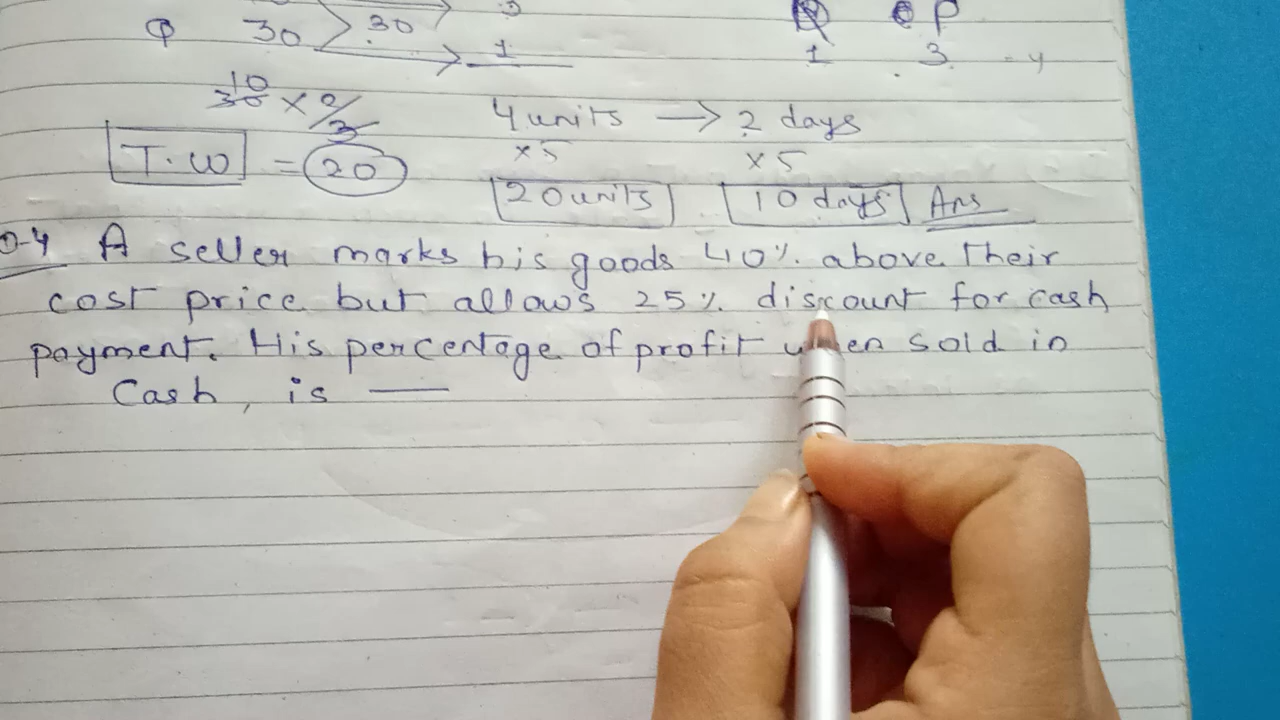 3
Q P
Q 30 30
1
1 3 - 4
10
30 × 2/3
4 units → 2 days
×5 ×5
T.W = 20
20 units 10 days Ans
Q-4 A seller marks his goods 40% above their
cost price but allows 25% discount for cash
payment. His percentage of profit when sold in
Cash, is ——